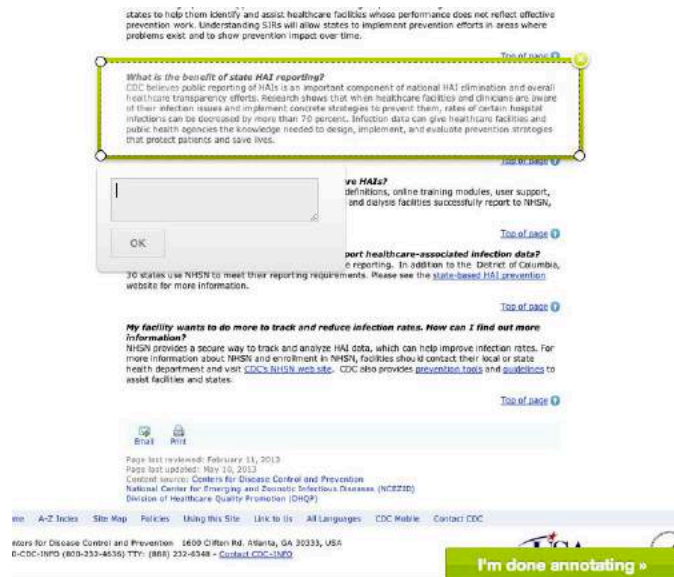 states to help them identify and assist healthcare facilities whose performance does not reflect effective
prevention work. Understanding SIRs will allow states to implement prevention efforts in areas where
problems exist and to show prevention impact over time.
Top of page
What is the benefit of state HAI reporting?
CDC believes public reporting of HAIs is an important component of national HAI elimination and overall
healthcare transparency efforts. Research shows that when healthcare facilities and clinicians are aware
of their infection issues and implement concrete strategies to prevent them, rates of certain hospital
infections can be decreased by more than 70 percent. Infection data can give healthcare facilities and
public health agencies the knowledge needed to design, implement, and evaluate prevention strategies
that protect patients and save lives.
Top of page
re HAIs?
definitions, online training modules, user support,
and dialysis facilities successfully report to NHSN,
OK
Top of page
port healthcare-associated infection data?
e reporting. In addition to the District of Columbia,
30 states use NHSN to meet their reporting requirements. Please see the state-based HAI prevention
website for more information.
Top of page
My facility wants to do more to track and reduce infection rates. How can I find out more
information?
NHSN provides a secure way to track and analyze HAI data, which can help improve infection rates. For
more information about NHSN and enrollment in NHSN, facilities should contact their local or state
health department and visit CDC's NHSN web site. CDC also provides prevention tools and guidelines to
assist facilities and states.
Top of page
Email Print
Page last reviewed: February 11, 2013
Page last updated: May 10, 2013
Content source: Centers for Disease Control and Prevention
National Center for Emerging and Zoonotic Infectious Diseases (NCEZID)
Division of Healthcare Quality Promotion (DHQP)
me A-Z Index Site Map Policies Using this Site Link to Us All Languages CDC Mobile Contact CDC
nters for Disease Control and Prevention 1600 Clifton Rd. Atlanta, GA 30333, USA
0-CDC-INFO (800-232-4636) TTY: (888) 232-6348 - Contact CDC-INFO
USA
I'm done annotating »